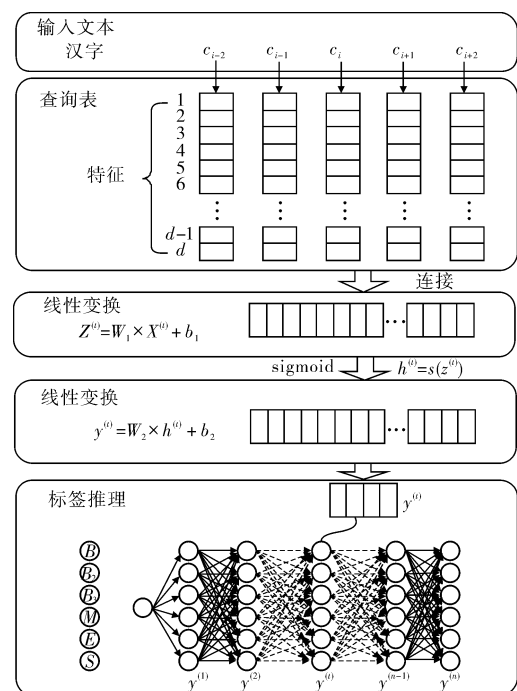 输入文本
汉字
c_{i-2} c_{i-1} c_i c_{i+1} c_{i+2}
查询表
特征
1
2
3
4
5
6
d-1
d
连接
线性变换
Z^{(t)}=W_1×X^{(t)}+b_1
sigmoid h^{(t)}=s(z^{(t)})
线性变换
y^{(t)}=W_2×h^{(t)}+b_2
标签推理
y^{(t)}
B
B_2
B_3
M
E
S
y^{(1)} y^{(2)} y^{(t)} y^{(n-1)} y^{(n)}